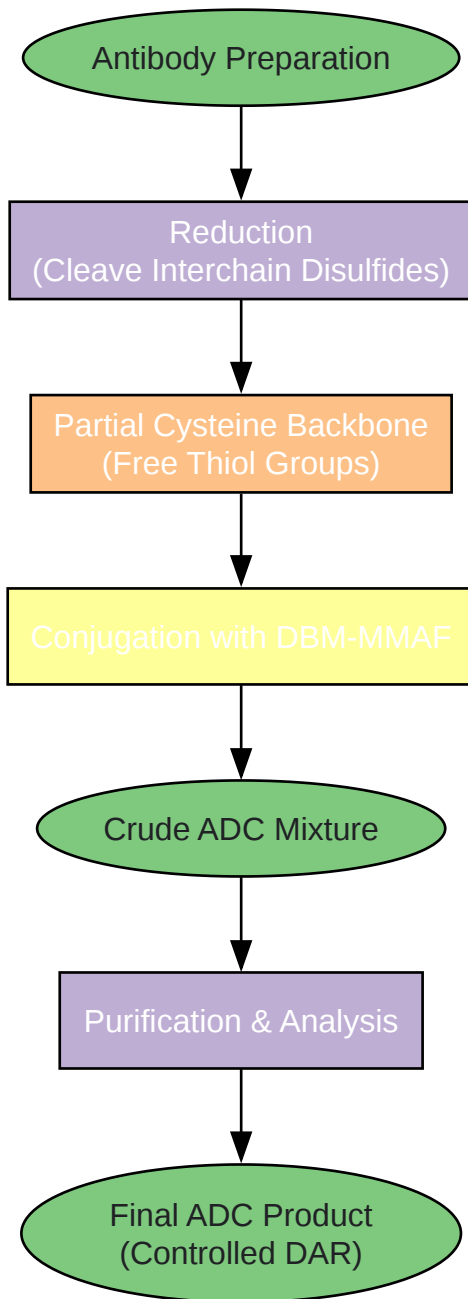 Antibody Preparation
Reduction
(Cleave Interchain Disulfides)
Partial Cysteine Backbone
(Free Thiol Groups)
Conjugation with DBM-MMAF
Crude ADC Mixture
Purification & Analysis
Final ADC Product
(Controlled DAR)